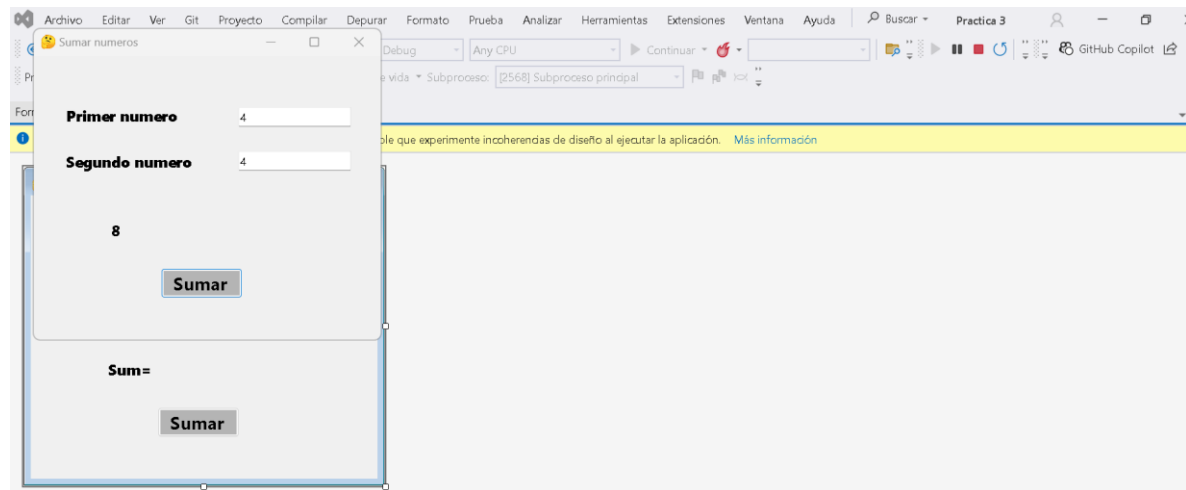 Archivo Editar Ver Git Proyecto Compilar Depurar Formato Prueba Analizar Herramientas Extensiones Ventana Ayuda Buscar Practica 3
Sumar numeros
Debug Any CPU Continuar GitHub Copilot
e vida Subproceso: [2568] Subproceso principal
ble que experimente incoherencias de diseño al ejecutar la aplicación. Más información
Primer numero 4
Segundo numero 4
8
Sumar
Sum=
Sumar